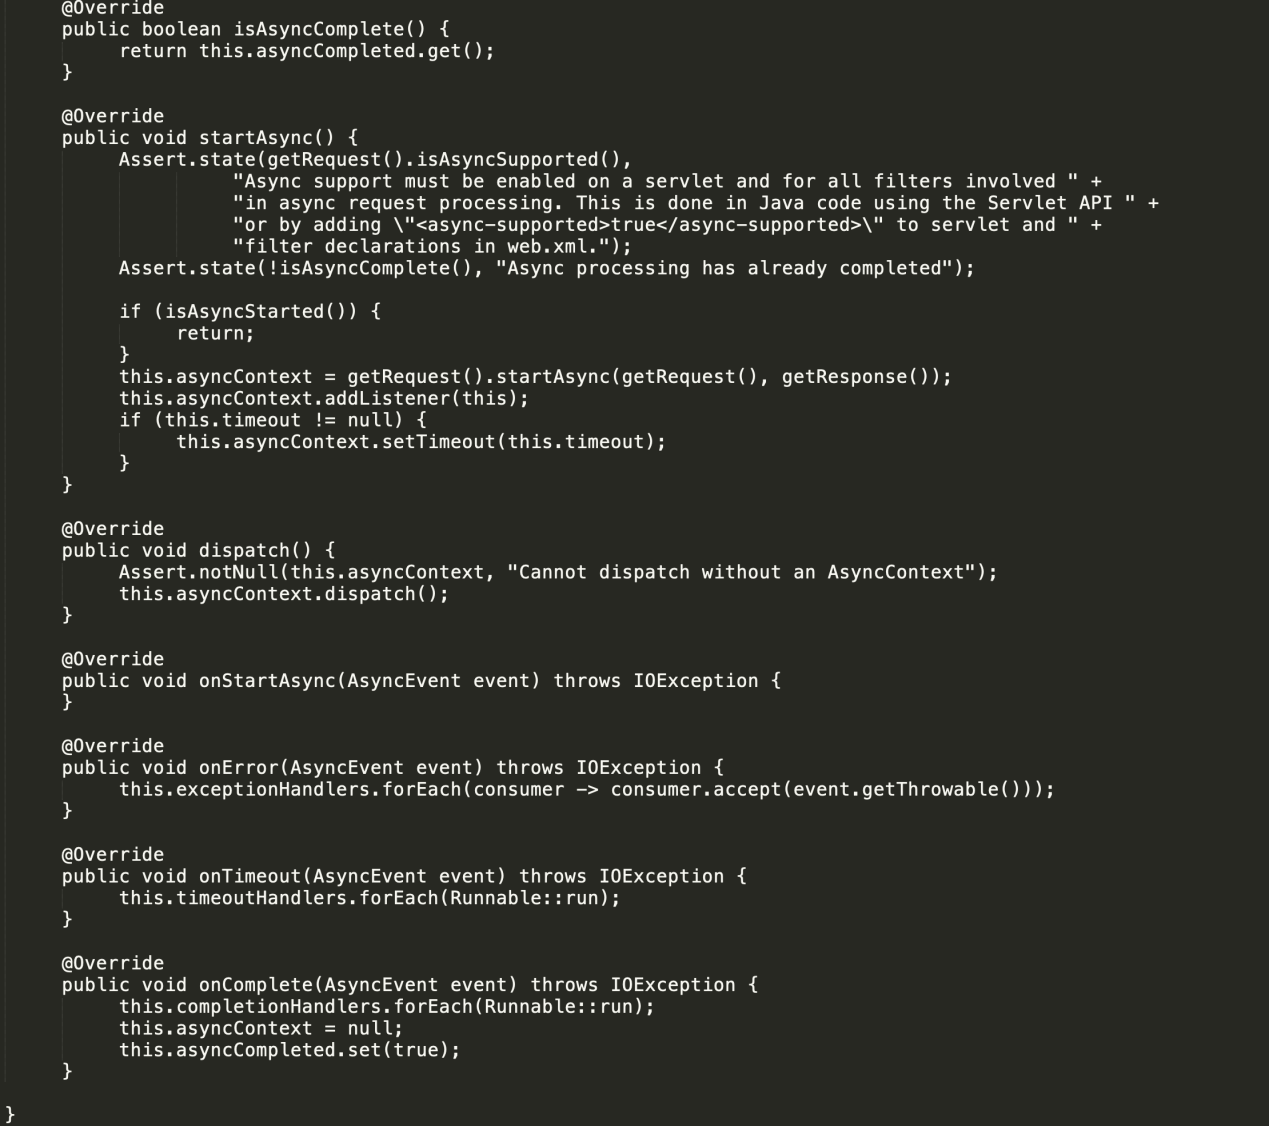 @Override
public boolean isAsyncComplete() {
return this.asyncCompleted.get();
}
@Override
public void startAsync() {
Assert.state(getRequest().isAsyncSupported(),
"Async support must be enabled on a servlet and for all filters involved " +
"in async request processing. This is done in Java code using the Servlet API " +
"or by adding \"<async-supported>true</async-supported>\" to servlet and " +
"filter declarations in web.xml.");
Assert.state(!isAsyncComplete(), "Async processing has already completed");
if (isAsyncStarted()) {
return;
}
this.asyncContext = getRequest().startAsync(getRequest(), getResponse());
this.asyncContext.addListener(this);
if (this.timeout != null) {
this.asyncContext.setTimeout(this.timeout);
}
}
@Override
public void dispatch() {
Assert.notNull(this.asyncContext, "Cannot dispatch without an AsyncContext");
this.asyncContext.dispatch();
}
@Override
public void onStartAsync(AsyncEvent event) throws IOException {
}
@Override
public void onError(AsyncEvent event) throws IOException {
this.exceptionHandlers.forEach(consumer -> consumer.accept(event.getThrowable()));
}
@Override
public void onTimeout(AsyncEvent event) throws IOException {
this.timeoutHandlers.forEach(Runnable::run);
}
@Override
public void onComplete(AsyncEvent event) throws IOException {
this.completionHandlers.forEach(Runnable::run);
this.asyncContext = null;
this.asyncCompleted.set(true);
}
}